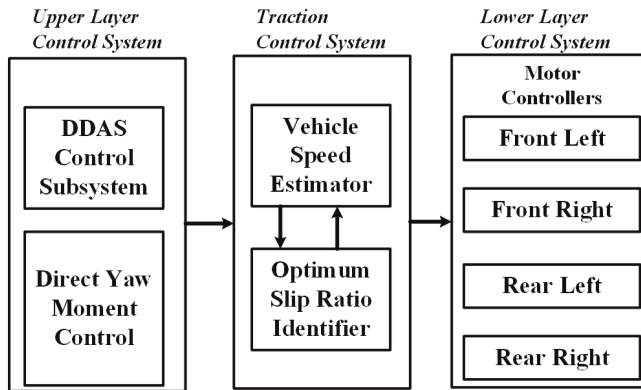 Upper Layer
Control System
DDAS
Control
Subsystem
Direct Yaw
Moment
Control
Traction
Control System
Vehicle
Speed
Estimator
Optimum
Slip Ratio
Identifier
Lower Layer
Control System
Motor
Controllers
Front Left
Front Right
Rear Left
Rear Right